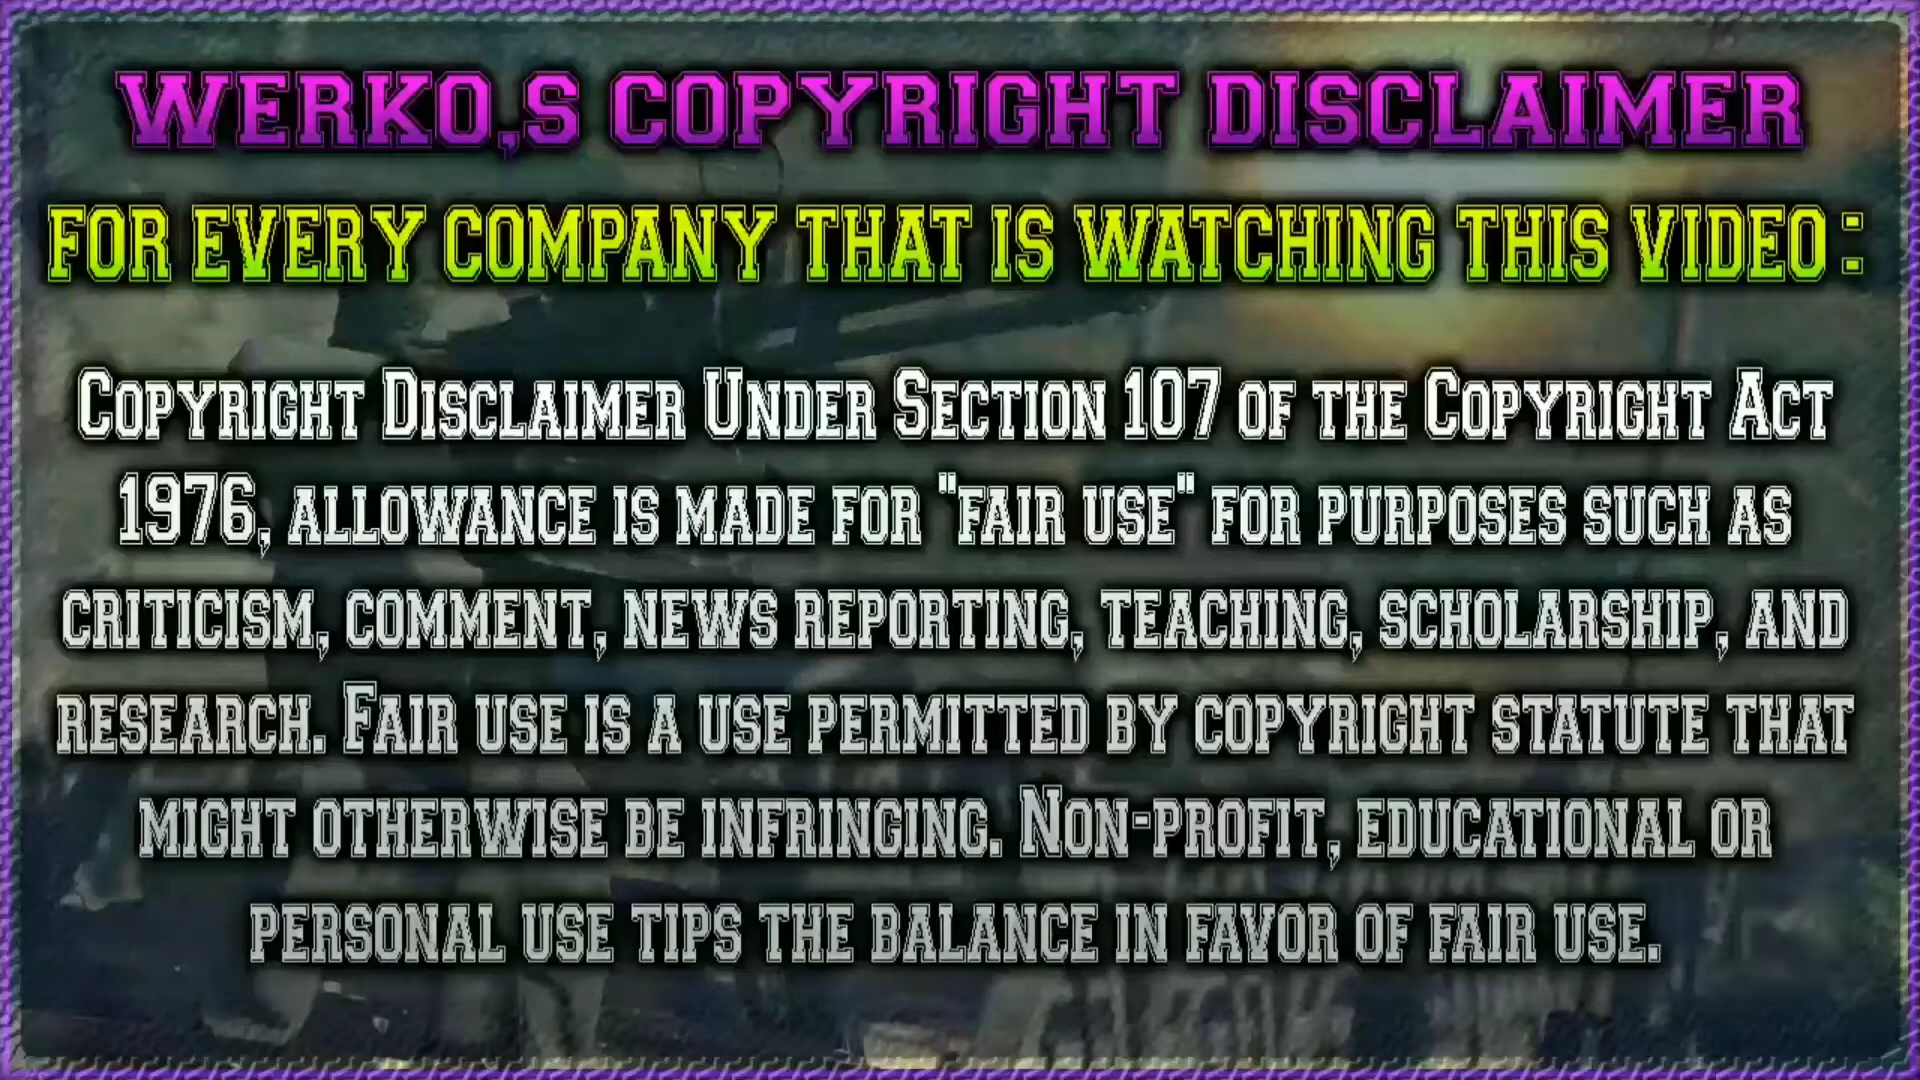 WERKO,S COPYRIGHT DISCLAIMER
FOR EVERY COMPANY THAT IS WATCHING THIS VIDEO :
Copyright Disclaimer Under Section 107 of the Copyright Act
1976, allowance is made for "fair use" for purposes such as
criticism, comment, news reporting, teaching, scholarship, and
research. Fair use is a use permitted by copyright statute that
might otherwise be infringing. Non-profit, educational or
personal use tips the balance in favor of fair use.